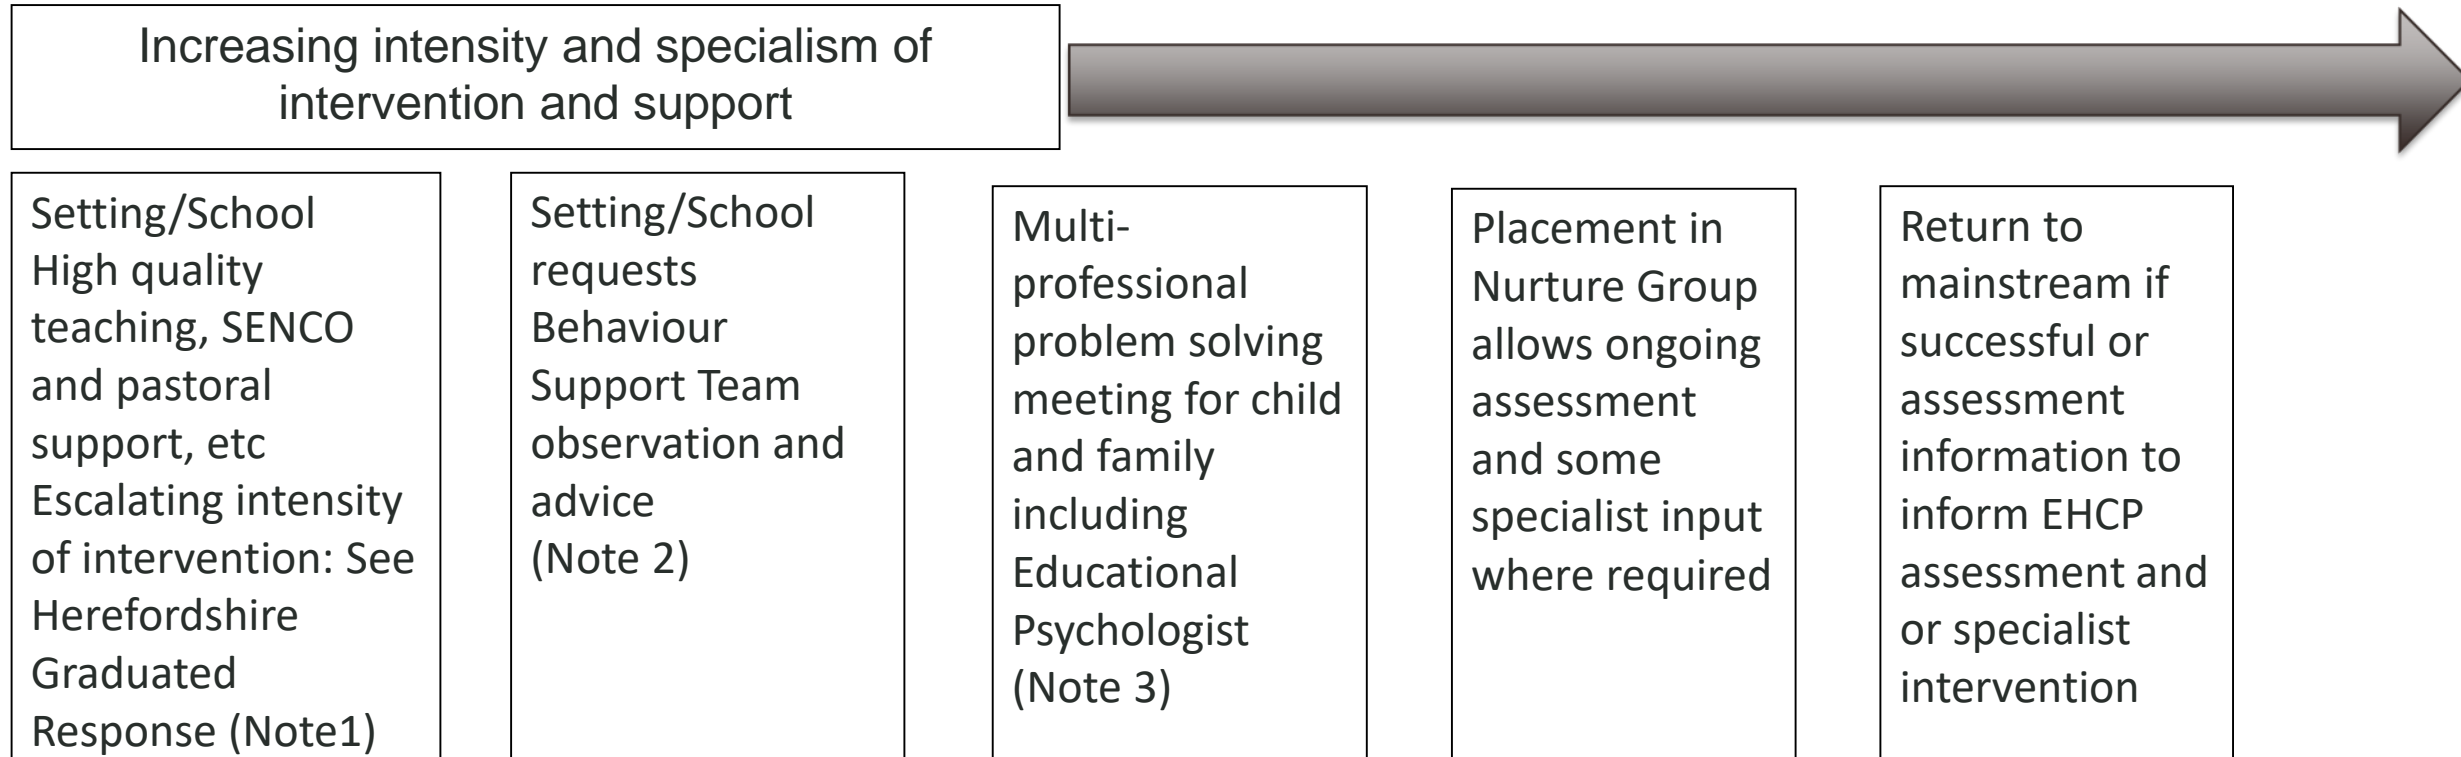 Increasing intensity and specialism of
intervention and support
Setting/School
High quality
teaching, SENCO
and pastoral
support, etc
Escalating intensity
of intervention: See
Herefordshire
Graduated
Response (Note1)
Setting/School
requests
Behaviour
Support Team
observation and
advice
(Note 2)
Multi-
professional
problem solving
meeting for child
and family
including
Educational
Psychologist
(Note 3)
Placement in
Nurture Group
allows ongoing
assessment
and some
specialist input
where required
Return to
mainstream if
successful or
assessment
information to
inform EHCP
assessment and
or specialist
intervention